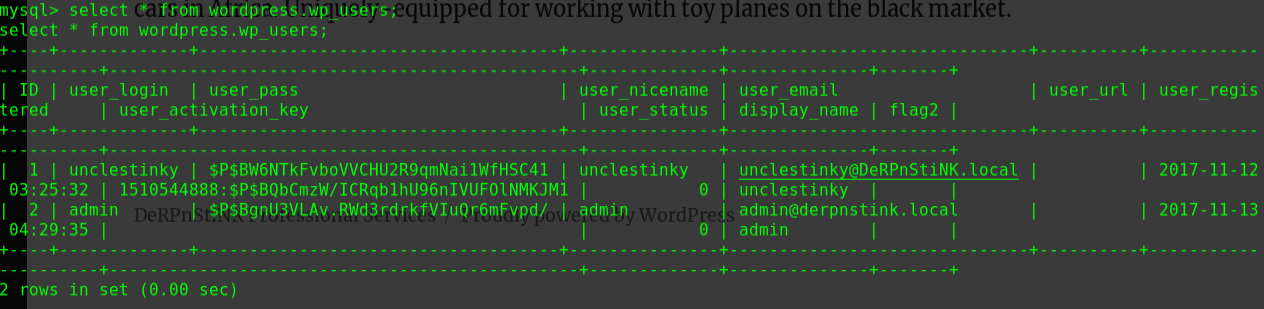 carron Uniquely equipped for working with toy planes on the black market.
mysql> select * from wordpress.wp_users;
select * from wordpress.wp_users;
+----+-------------+------------------------------------+---------------+------------------------------+----------+-----------
----------+-----------------------------------------------+-------------+--------------+-------+
| ID | user_login | user_pass | user_nicename | user_email | user_url | user_regis
tered | user_activation_key | user_status | display_name | flag2 |
+----+-------------+------------------------------------+---------------+------------------------------+----------+-----------
----------+-----------------------------------------------+-------------+--------------+-------+
| 1 | unclestinky | $P$BW6NTkFvboVVCHU2R9qmNai1WfHSC41 | unclestinky | unclestinky@DeRPnStiNK.local | | 2017-11-12
03:25:32 | 1510544888:$P$BQbCmzW/ICRqb1hU96nIVUFOlNMKJM1 | 0 | unclestinky | |
| 2 | admin | $P$BgnU3VLAv.RWd3rdrkfVIuQr6mFvpd/ | admin | admin@derpnstink.local | | 2017-11-13
DeRPnStiNK Professional Services / Proudly powered by WordPress
04:29:35 | | 0 | admin | |
+----+-------------+------------------------------------+---------------+------------------------------+----------+-----------
----------+-----------------------------------------------+-------------+--------------+-------+
2 rows in set (0.00 sec)